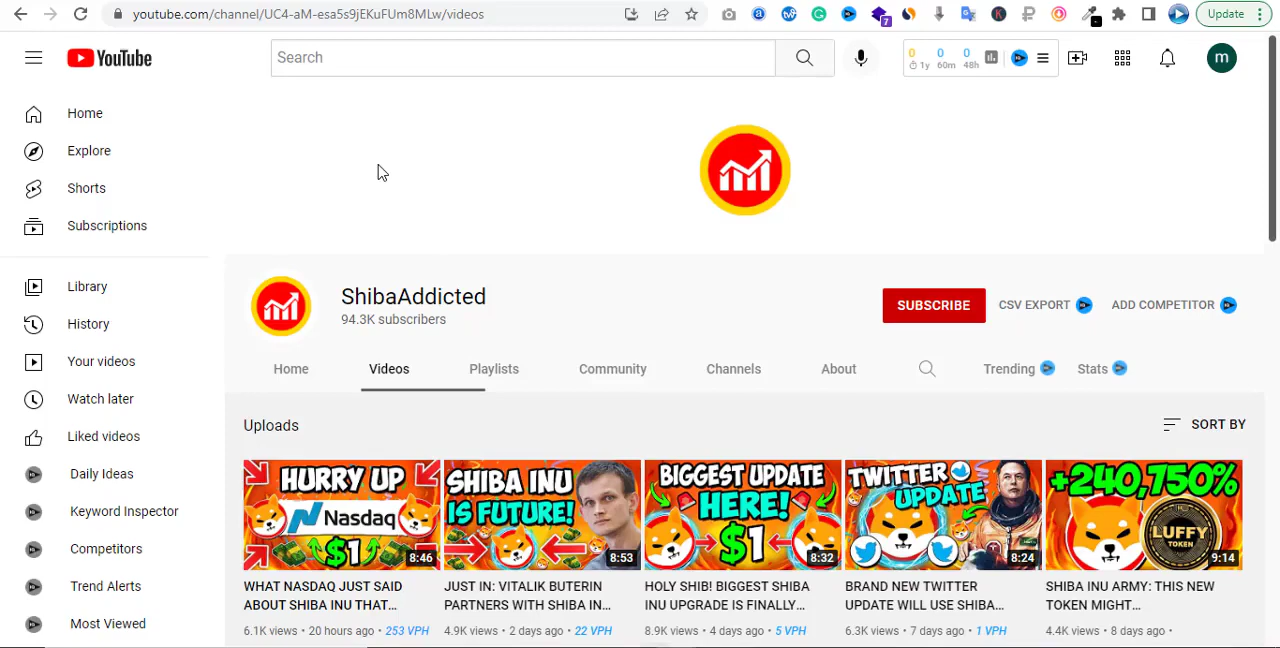 youtube.com/channel/UC4-aM-esa5s9jEKuFUm8MLw/videos
7
Update
YouTube
Search
0 0 0
1y 60m 48h
m
Home
Explore
Shorts
Subscriptions
Library
History
Your videos
Watch later
Liked videos
Daily Ideas
Keyword Inspector
Competitors
Trend Alerts
Most Viewed
ShibaAddicted
94.3K subscribers
SUBSCRIBE
CSV EXPORT
ADD COMPETITOR
Home Videos Playlists Community Channels About Trending Stats
Uploads
SORT BY
HURRY UP
Nasdaq
$1
8:46
WHAT NASDAQ JUST SAID
ABOUT SHIBA INU THAT...
6.1K views • 20 hours ago • 253 VPH
SHIBA INU
IS FUTURE!
8:53
JUST IN: VITALIK BUTERIN
PARTNERS WITH SHIBA IN...
4.9K views • 2 days ago • 22 VPH
BIGGEST UPDATE
HERE!
$1
8:32
HOLY SHIB! BIGGEST SHIBA
INU UPGRADE IS FINALLY...
8.9K views • 4 days ago • 5 VPH
TWITTER
UPDATE
8:24
BRAND NEW TWITTER
UPDATE WILL USE SHIBA...
6.3K views • 7 days ago • 1 VPH
+240,750%
LUFFY
TOKEN
9:14
SHIBA INU ARMY: THIS NEW
TOKEN MIGHT...
4.4K views • 8 days ago •